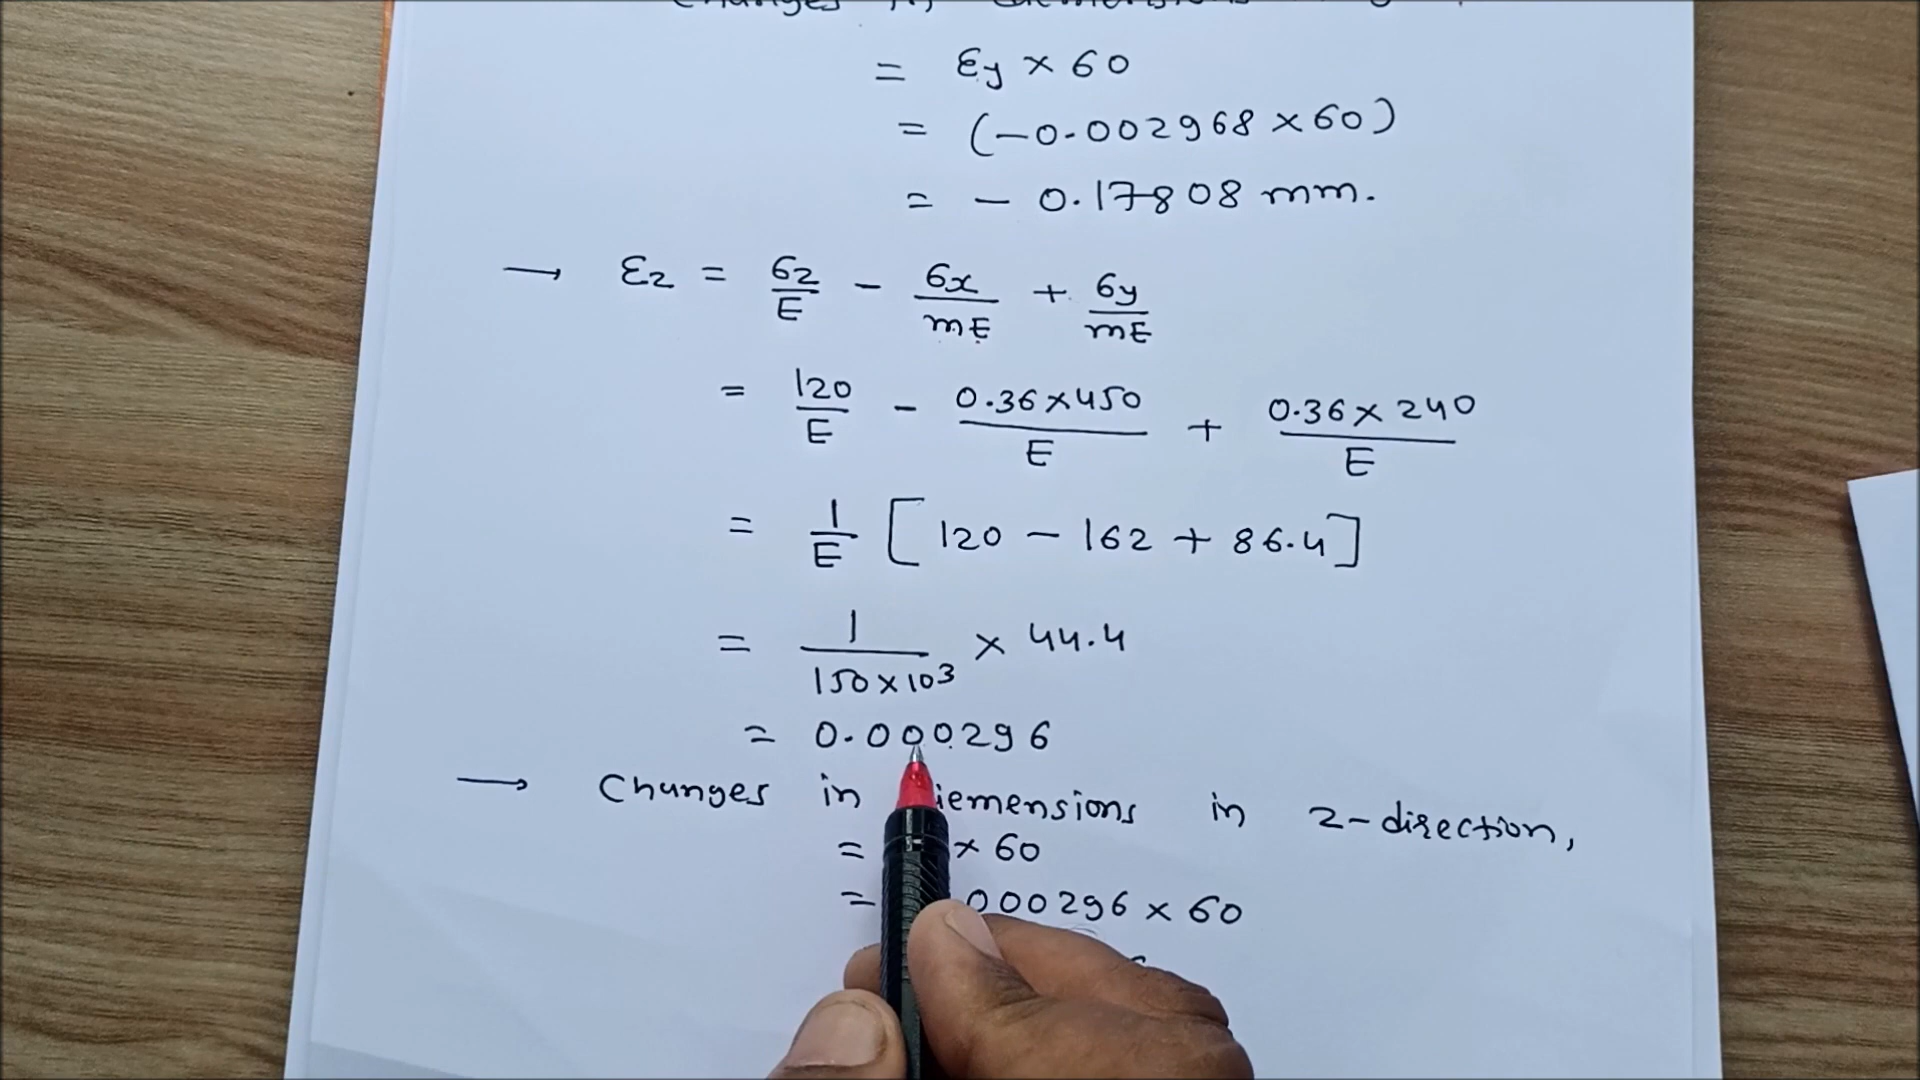 = εy × 60
= (-0.002968 × 60)
= - 0.17808 mm.
→ εz = σz/E - σx/mE + σy/mE
= 120/E - 0.36×450/E + 0.36×240/E
= 1/E [120 - 162 + 86.4]
= 1/150×10³ × 44.4
= 0.000296
→ Changes in iemensions in z-direction,
= × 60
= 000296 × 60